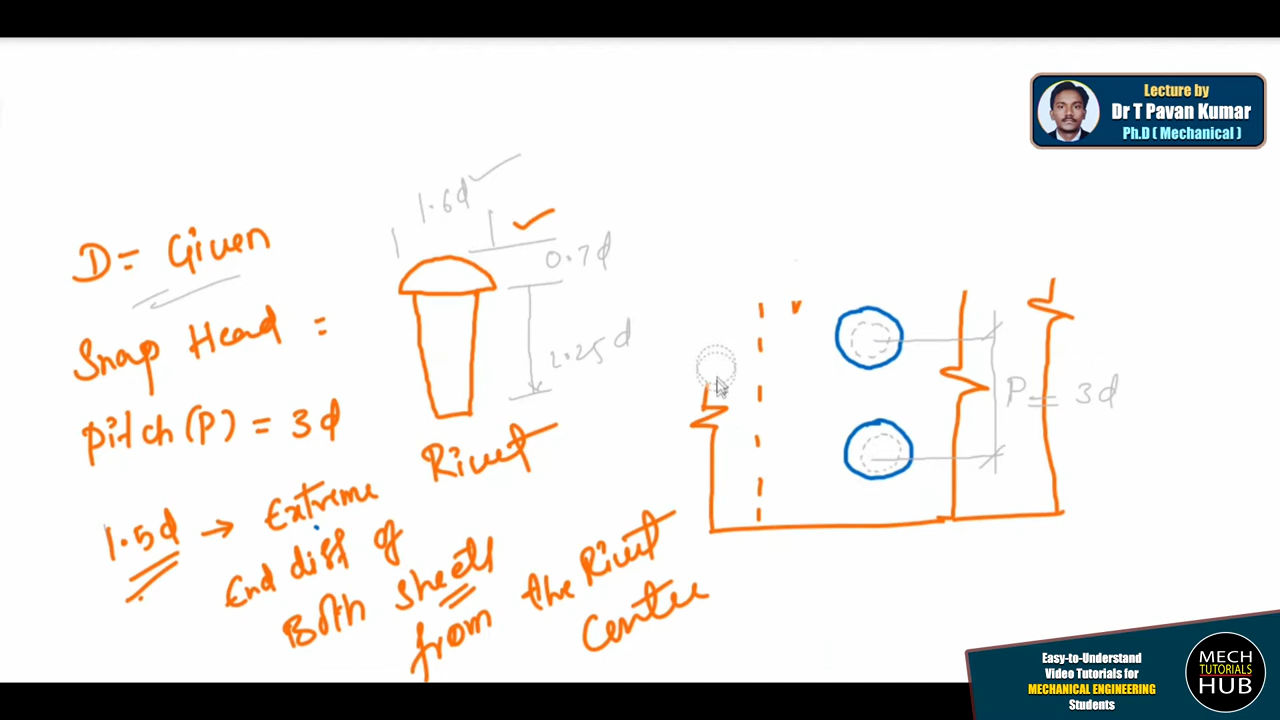 Lecture by
Dr T Pavan Kumar
Ph.D ( Mechanical )
1.6d
D= Given
0.7d
Snap Head =
2.25d
Pitch (P) = 3d
P = 3d
Rivet
1.5d → Extreme
End dist of
Both sheets
from the Rivet
Center
Easy-to-Understand
Video Tutorials for
MECHANICAL ENGINEERING
Students
MECH
TUTORIALS
HUB